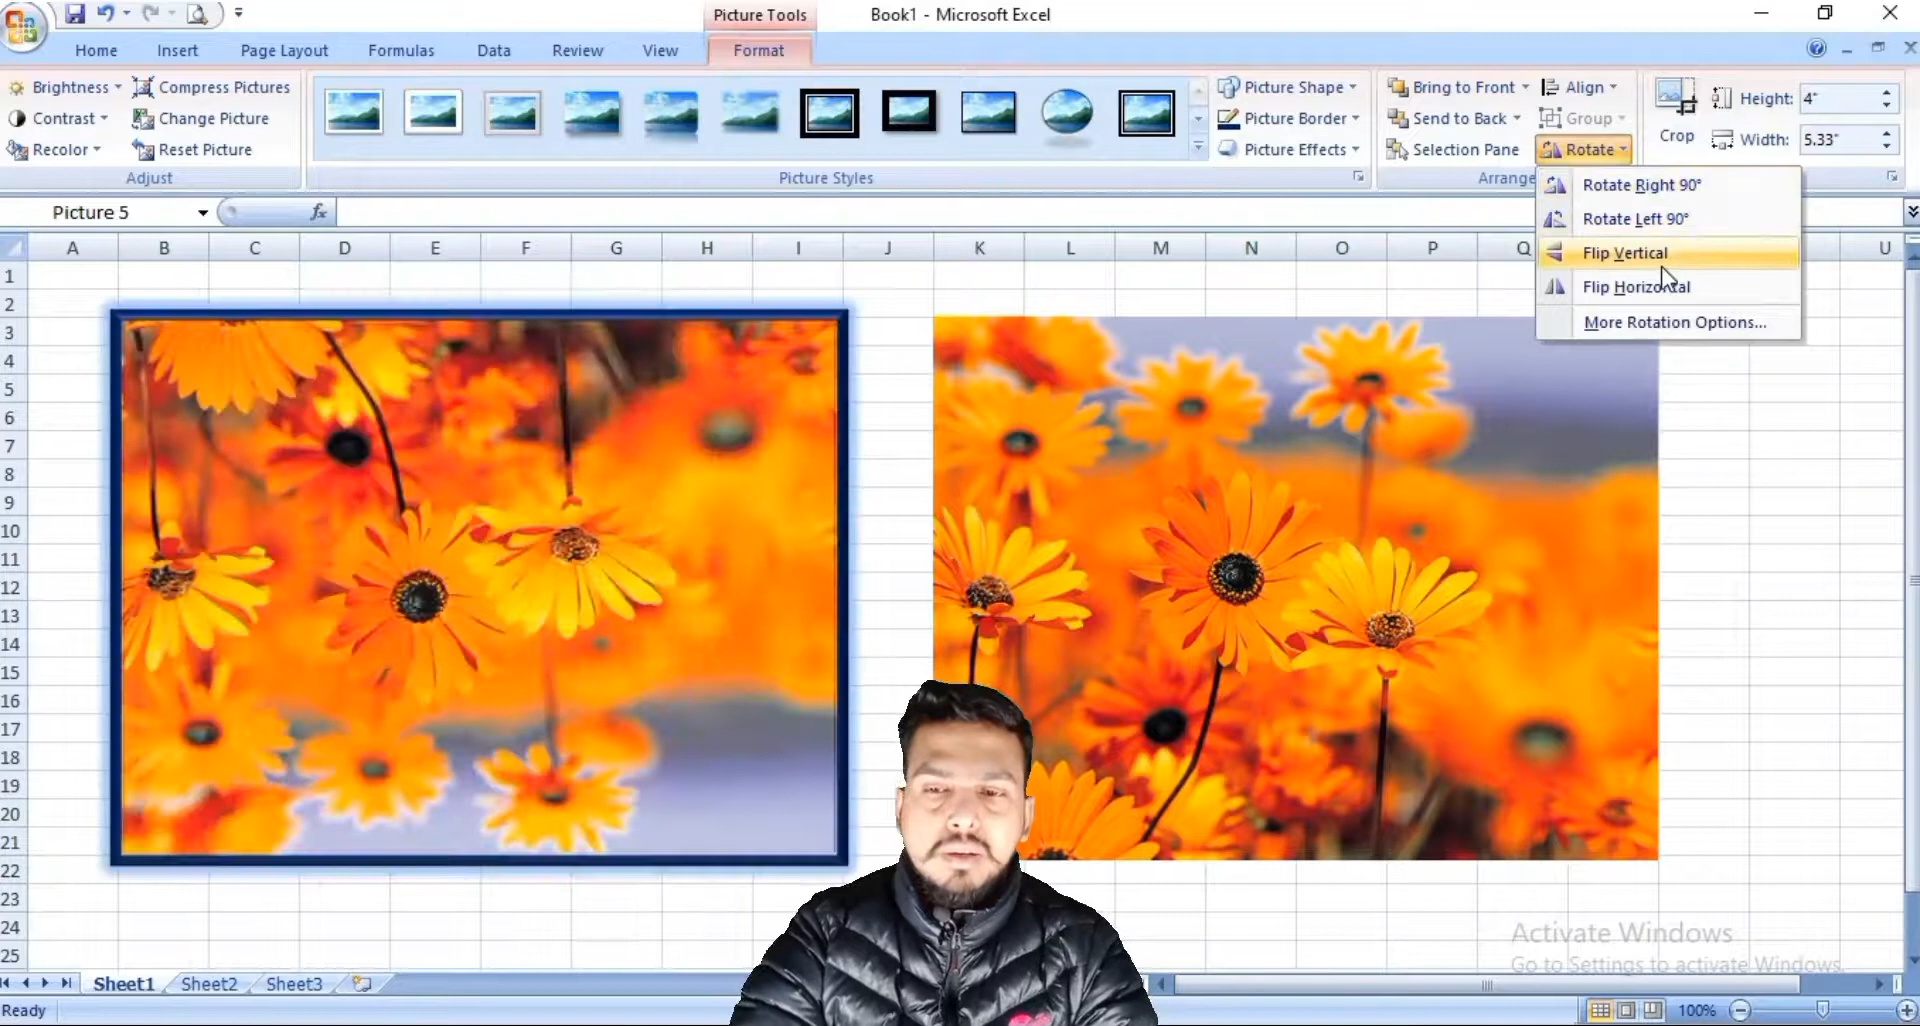 Picture Tools
Book1 - Microsoft Excel
Home Insert Page Layout Formulas Data Review View Format
Brightness Compress Pictures Picture Shape Bring to Front Align Height: 4"
Contrast Change Picture Picture Border Send to Back Group
Recolor Reset Picture Picture Effects Selection Pane Rotate Crop Width: 5.33"
Adjust Picture Styles Arrange
Rotate Right 90°
Rotate Left 90°
Flip Vertical
Flip Horizontal
More Rotation Options...
Picture 5 fx
A B C D E F G H I J K L M N O P Q U
1
2
3
4
5
6
7
8
9
10
11
12
13
14
15
16
17
18
19
20
21
22
23
24
25
Activate Windows
Go to Settings to activate Windows.
Sheet1 Sheet2 Sheet3
Ready 100%